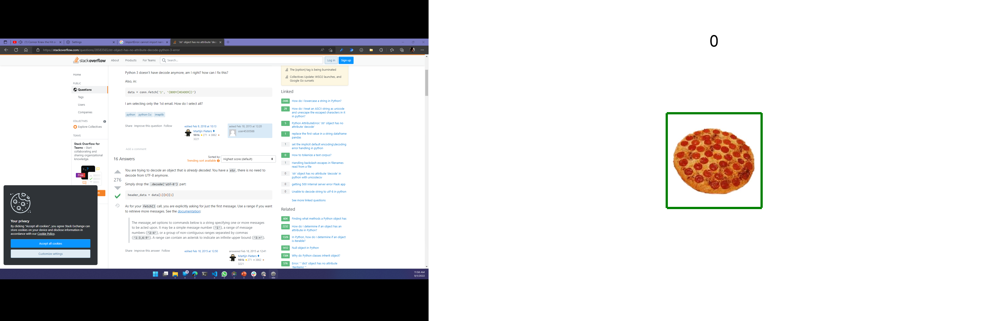 (1) Connor Knew the Hit
Settings
ImportError: cannot import nam
'str' object has no attribute 'dec
https://stackoverflow.com/questions/28583565/str-object-has-no-attribute-decode-python-3-error
stackoverflow
About
Products
For Teams
Search...
Log in
Sign up
Home
PUBLIC
Questions
Tags
Users
Companies
COLLECTIVES
Explore Collectives
TEAMS
Stack Overflow for
Teams – Start
collaborating and
sharing organizational
knowledge.
>_?
Free
Your privacy
By clicking "Accept all cookies", you agree Stack Exchange can
store cookies on your device and disclose information in
accordance with our Cookie Policy.
Accept all cookies
Customize settings
Python 3 doesn't have decode anymore, am I right? how can I fix this?
Also, in:
data = conn.fetch('1', '(BODY[HEADER])')
I am selecting only the 1st email. How do I select all?
python python-3.x imaplib
Share Improve this question Follow
edited Feb 9, 2018 at 10:13
Martijn Pieters ♦
981k 271 3862
3221
asked Feb 18, 2015 at 12:20
user4530588
Add a comment
16 Answers
Sorted by:
Trending sort available
Highest score (default)
276
You are trying to decode an object that is already decoded. You have a str, there is no need to
decode from UTF-8 anymore.
Simply drop the .decode('utf-8') part:
header_data = data[1][0][1]
As for your fetch() call, you are explicitly asking for just the first message. Use a range if you want
to retrieve more messages. See the documentation:
The message_set options to commands below is a string specifying one or more messages
to be acted upon. It may be a simple message number ('1'), a range of message
numbers ('2:4'), or a group of non-contiguous ranges separated by commas
('1:3,6:9'). A range can contain an asterisk to indicate an infinite upper bound ('3:*').
Share Improve this answer Follow
edited Feb 18, 2015 at 12:50
answered Feb 18, 2015 at 12:41
Martijn Pieters ♦
981k 271 3862
3221
The [option] tag is being burninated
Collectives Update: WSO2 launches, and
Google Go sunsets
Linked
2446 How do I lowercase a string in Python?
29 How do I treat an ASCII string as unicode
and unescape the escaped characters in it
in python?
5 Python AttributeError: 'str' object has no
attribute 'decode'
1 replace the first value in a string dataframe
pandas
1 set the implicit default encoding\decoding
error handling in python
0 How to tokenize a text corpus?
1 Handling backslash escapes in filenames
read from a file
0 'str' object has no attribute 'decode' in
python with unicodecsv
0 getting 500 Internal server error Flask app
0 Unable to decode string to utf-8 in python
See more linked questions
Related
604 Finding what methods a Python object has
2232 How do I determine if an object has an
attribute in Python?
1326 In Python, how do I determine if an object
is iterable?
1412 Null object in Python
1584 Why do Python classes inherit object?
576 Error: " 'dict' object has no attribute
'iteritems' "
11:58 AM
9/1/2022
0